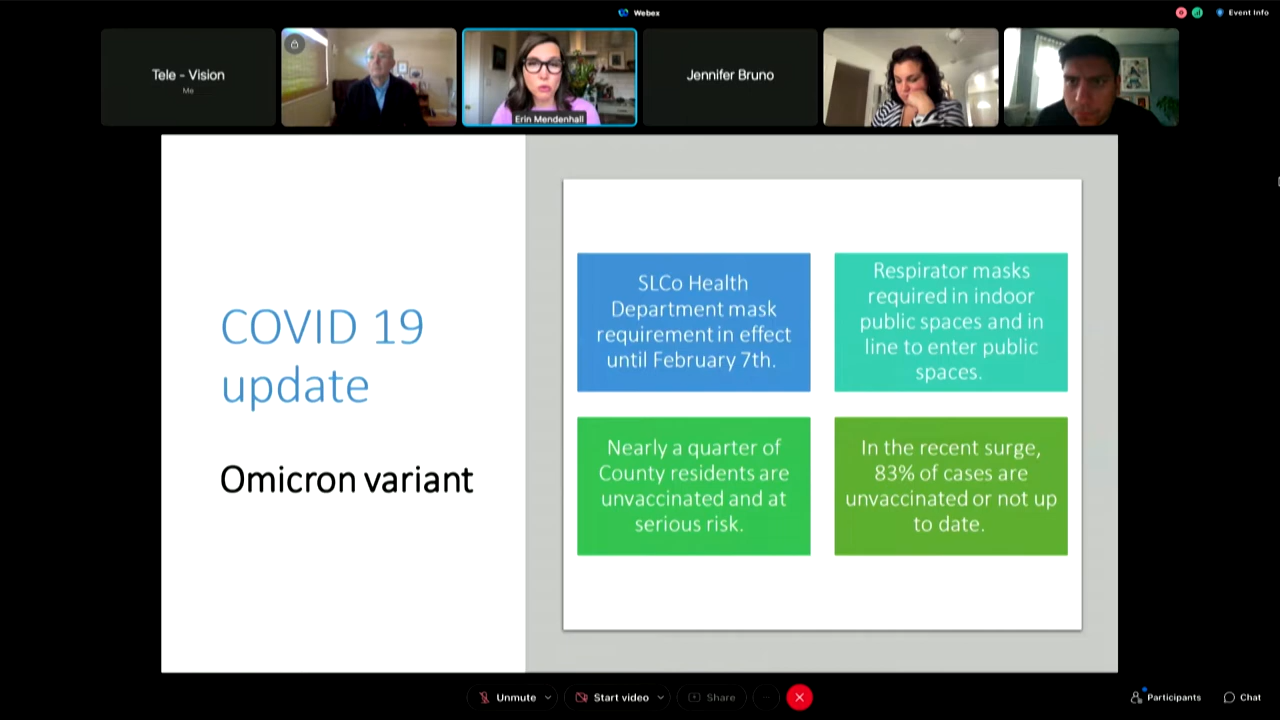 Webex
Event Info
Tele - Vision
Me
Erin Mendenhall
Jennifer Bruno
COVID 19
update
Omicron variant
SLCo Health
Department mask
requirement in effect
until February 7th.
Respirator masks
required in indoor
public spaces and in
line to enter public
spaces.
Nearly a quarter of
County residents are
unvaccinated and at
serious risk.
In the recent surge,
83% of cases are
unvaccinated or not up
to date.
Unmute
Start video
Share
Participants
Chat